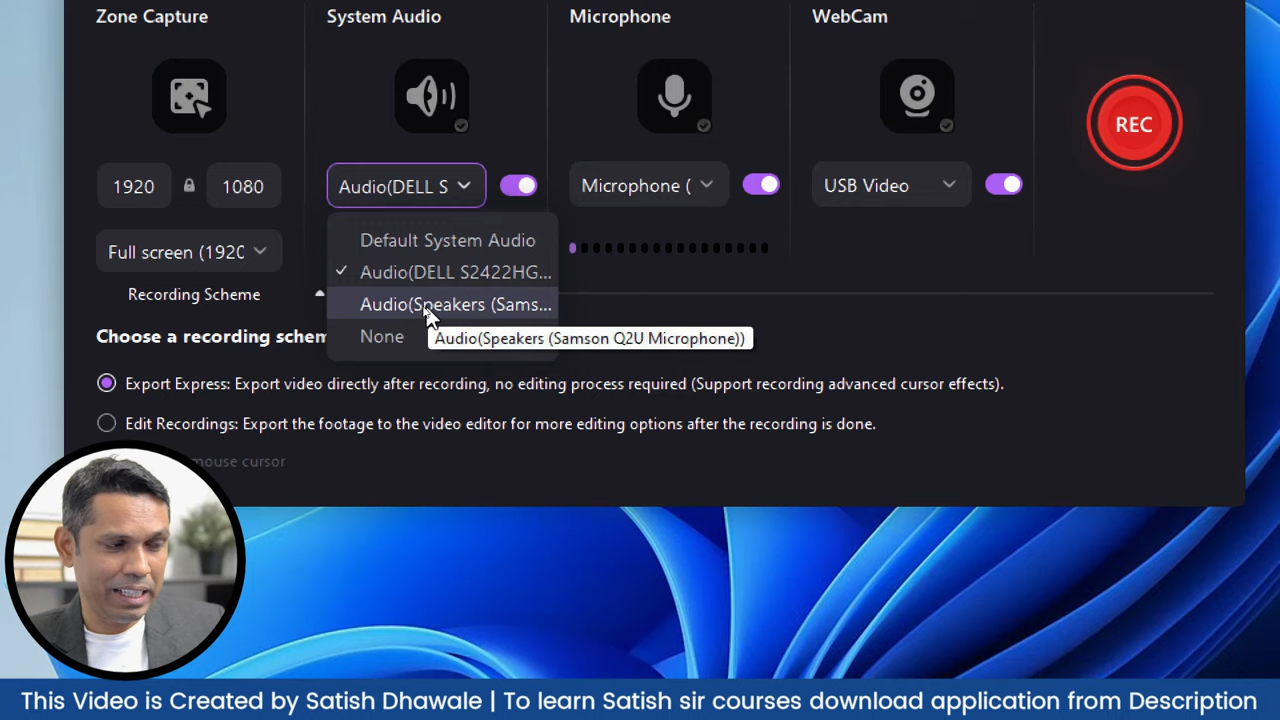 Zone Capture
System Audio
Microphone
WebCam
REC
1920
1080
Audio(DELL S
Microphone (
USB Video
Full screen (192
Default System Audio
Audio(DELL S2422HG...
Audio(Speakers (Sams...
None
Audio(Speakers (Samson Q2U Microphone))
Recording Scheme
Choose a recording schem
Export Express: Export video directly after recording, no editing process required (Support recording advanced cursor effects).
Edit Recordings: Export the footage to the video editor for more editing options after the recording is done.
mouse cursor
This Video is Created by Satish Dhawale | To learn Satish sir courses download application from Description